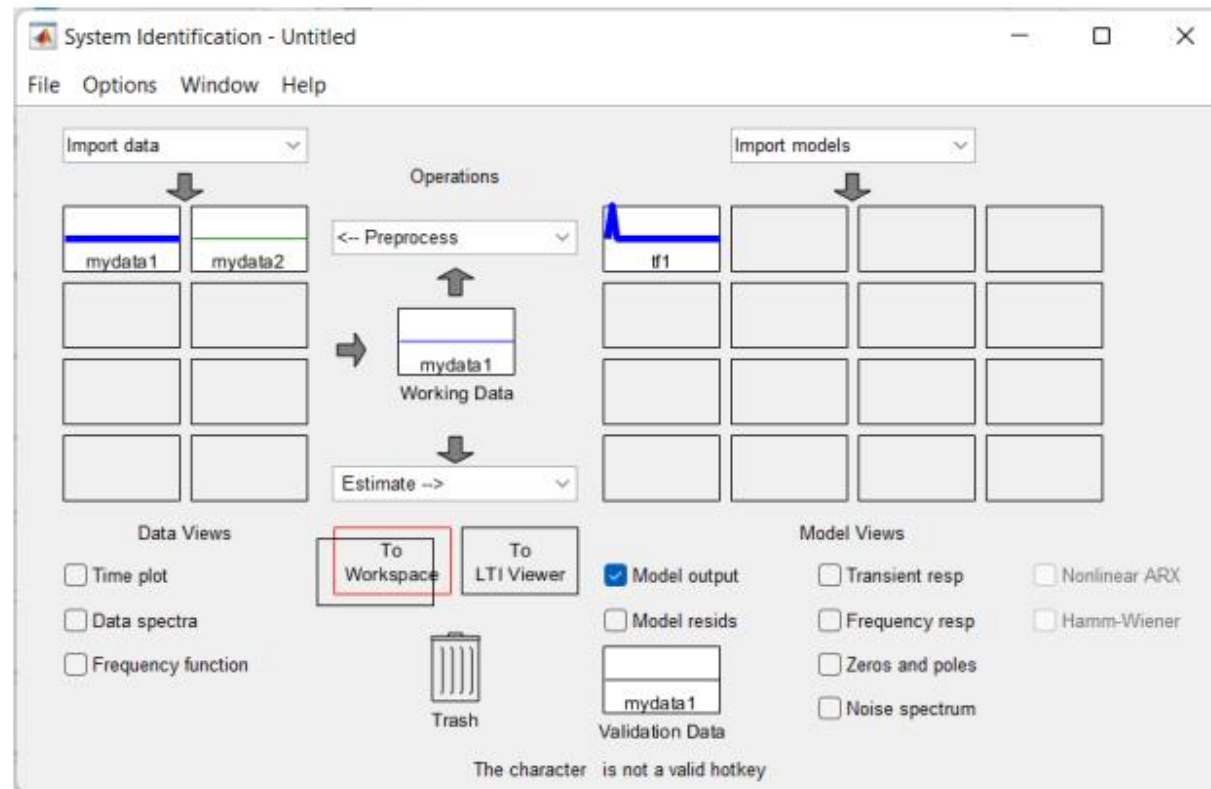 System Identification - Untitled
File Options Window Help
Import data
Import models
Operations
mydata1 mydata2
<-- Preprocess
tf1
mydata1
Working Data
Estimate -->
Data Views
To Workspace
To LTI Viewer
Model Views
Time plot
Model output
Transient resp
Nonlinear ARX
Data spectra
Model resids
Frequency resp
Hamm-Wiener
Frequency function
Zeros and poles
Trash
mydata1
Noise spectrum
Validation Data
The character is not a valid hotkey